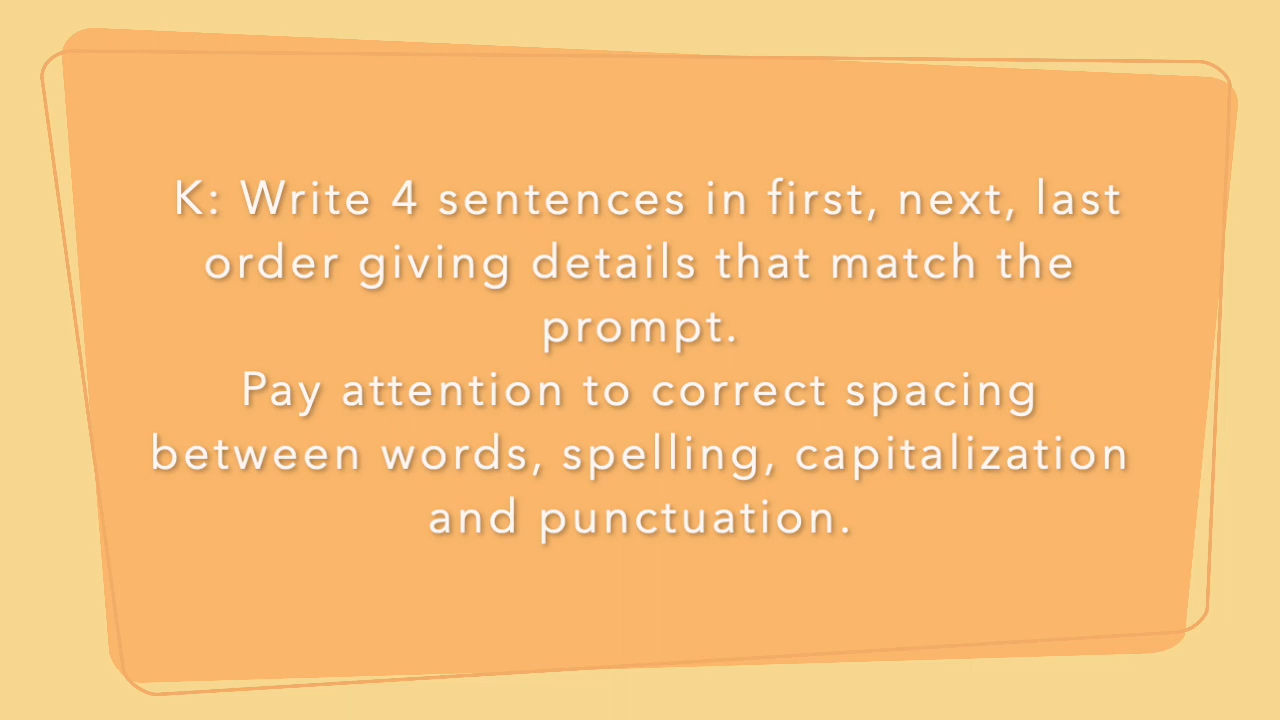 K: Write 4 sentences in first, next, last
order giving details that match the
prompt.
Pay attention to correct spacing
between words, spelling, capitalization
and punctuation.